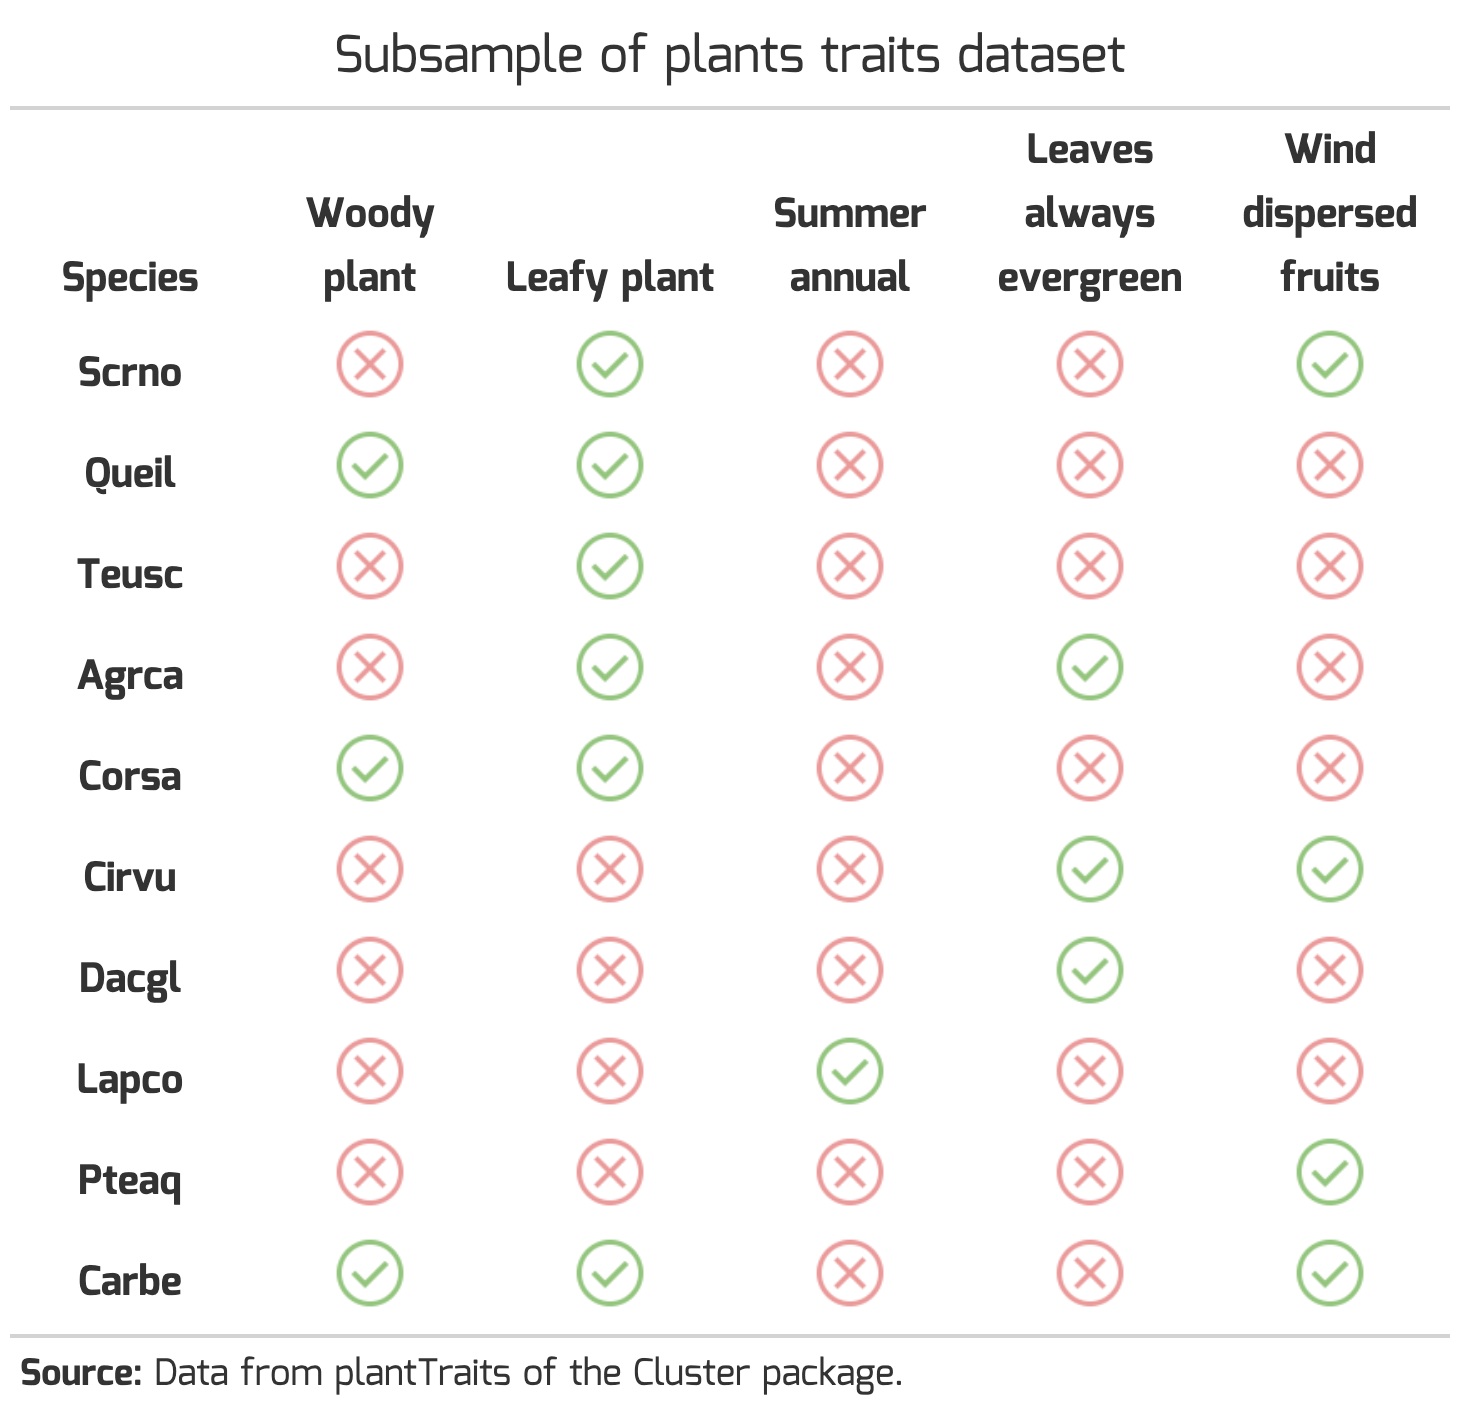 Subsample of plants traits dataset
Leaves Wind
Woody Summer always dispersed
Species plant Leafy plant annual evergreen fruits
Scrno
Queil
Teusc
Agrca
Corsa
Cirvu
Dacgl
Lapco
Pteaq
Carbe
Source: Data from plantTraits of the Cluster package.